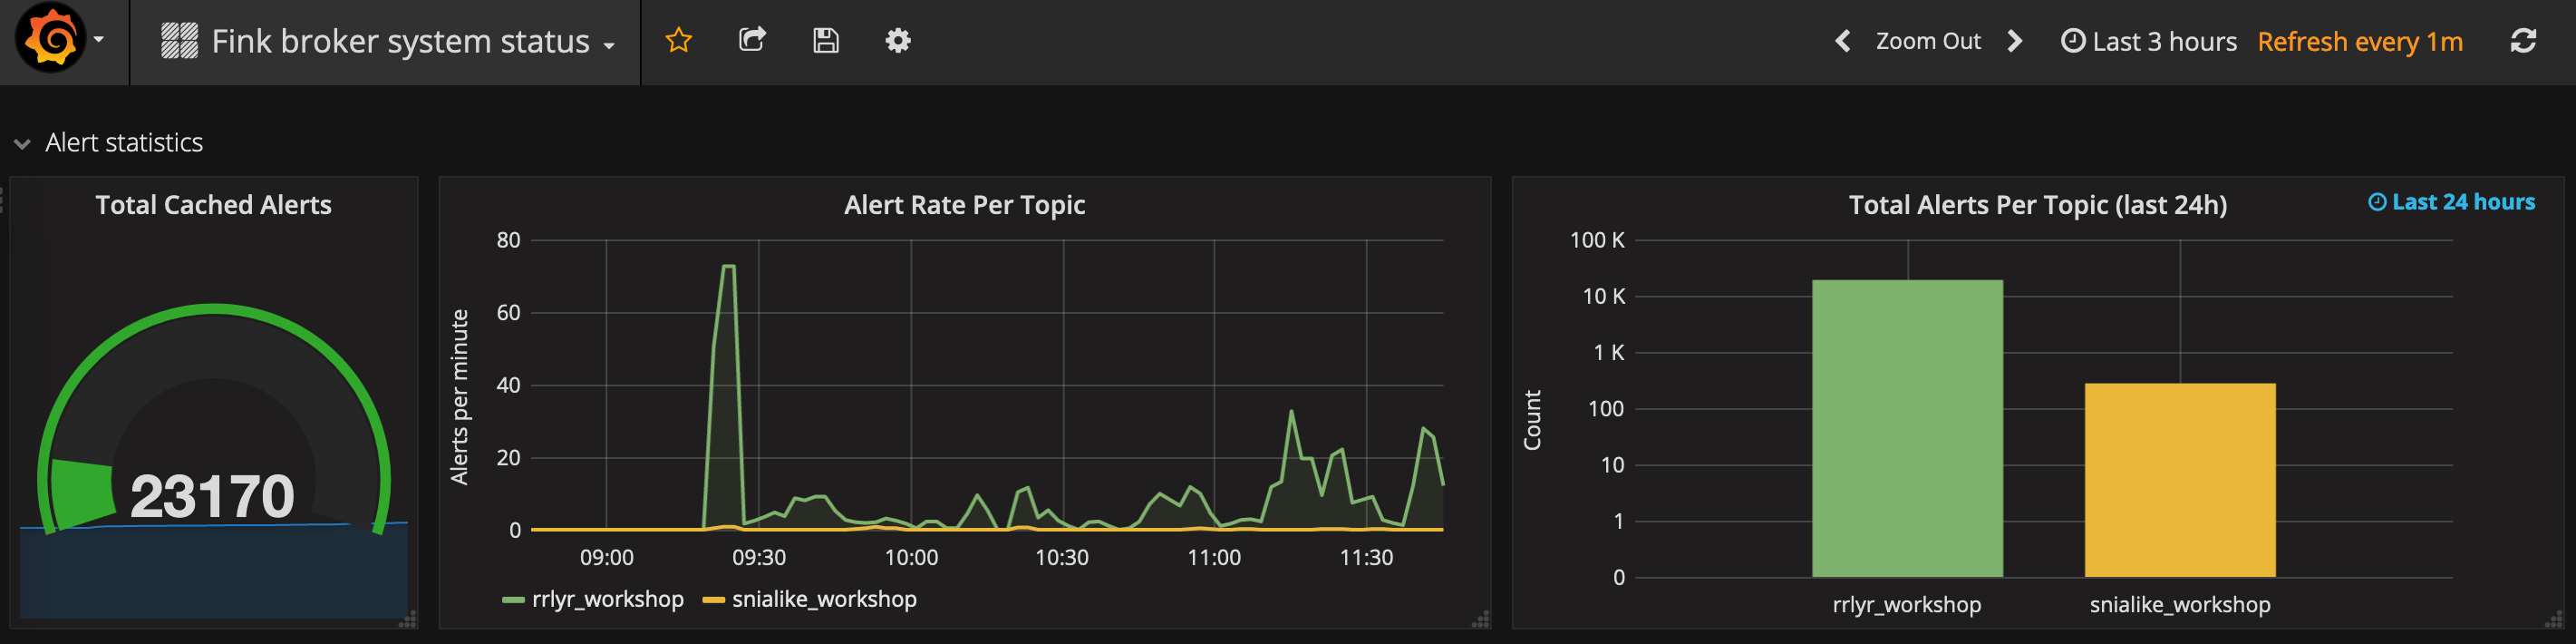 Fink broker system status
Zoom Out
Last 3 hours
Refresh every 1m
Alert statistics
Total Cached Alerts
23170
Alert Rate Per Topic
Alerts per minute
80
60
40
20
0
09:00 09:30 10:00 10:30 11:00 11:30
rrlyr_workshop snialike_workshop
Total Alerts Per Topic (last 24h)
Last 24 hours
Count
100 K
10 K
1 K
100
10
1
0
rrlyr_workshop snialike_workshop